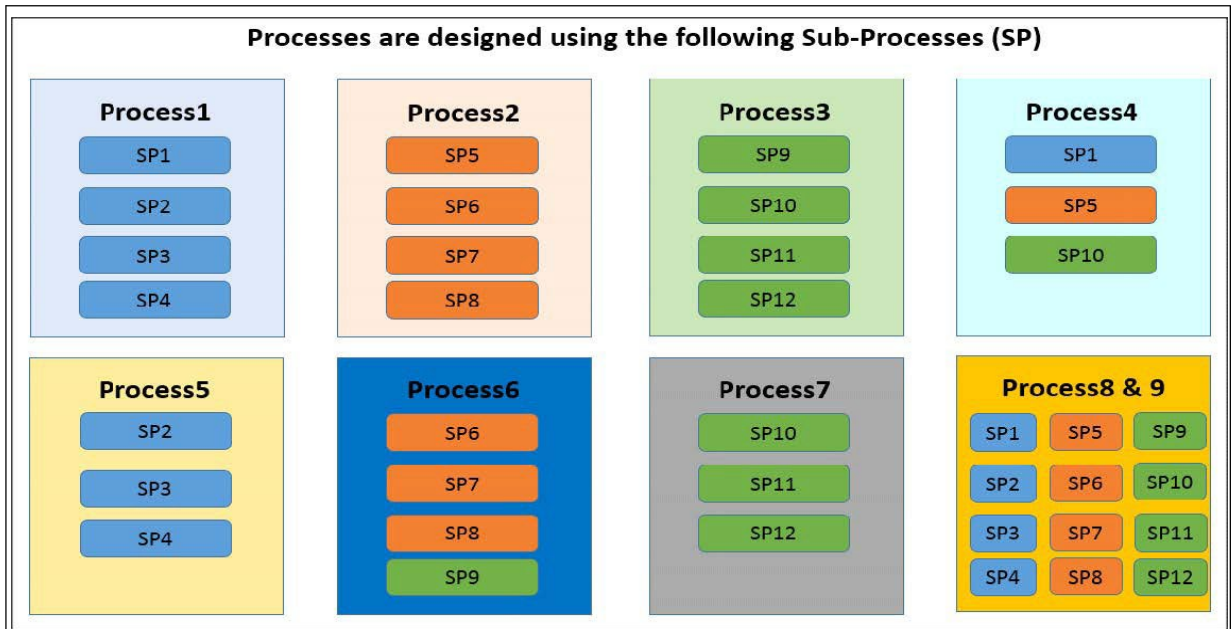 Processes are designed using the following Sub-Processes (SP)
Process1
SP1
SP2
SP3
SP4
Process2
SP5
SP6
SP7
SP8
Process3
SP9
SP10
SP11
SP12
Process4
SP1
SP5
SP10
Process5
SP2
SP3
SP4
Process6
SP6
SP7
SP8
SP9
Process7
SP10
SP11
SP12
Process8 & 9
SP1 SP5 SP9
SP2 SP6 SP10
SP3 SP7 SP11
SP4 SP8 SP12